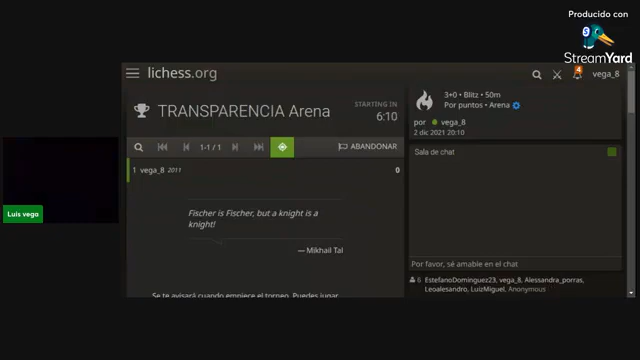 Producido con
StreamYard
lichess.org
4
vega_8
TRANSPARENCIA Arena
STARTING IN
6:10
3+0 • Blitz • 50m
Por puntos • Arena
por vega_8
2 dic 2021 20:10
1-1 / 1
ABANDONAR
1 vega_8 2011 0
Sala de chat
Luis vega
Fischer is Fischer, but a knight is a
knight!
— Mikhail Tal
Por favor, sé amable en el chat
6 EstefanoDominguez23, vega_8, Alessandra_porras,
Leoalesandro, LuizMiguel, Anonymous
Se te avisará cuando empiece el torneo. Puedes jugar